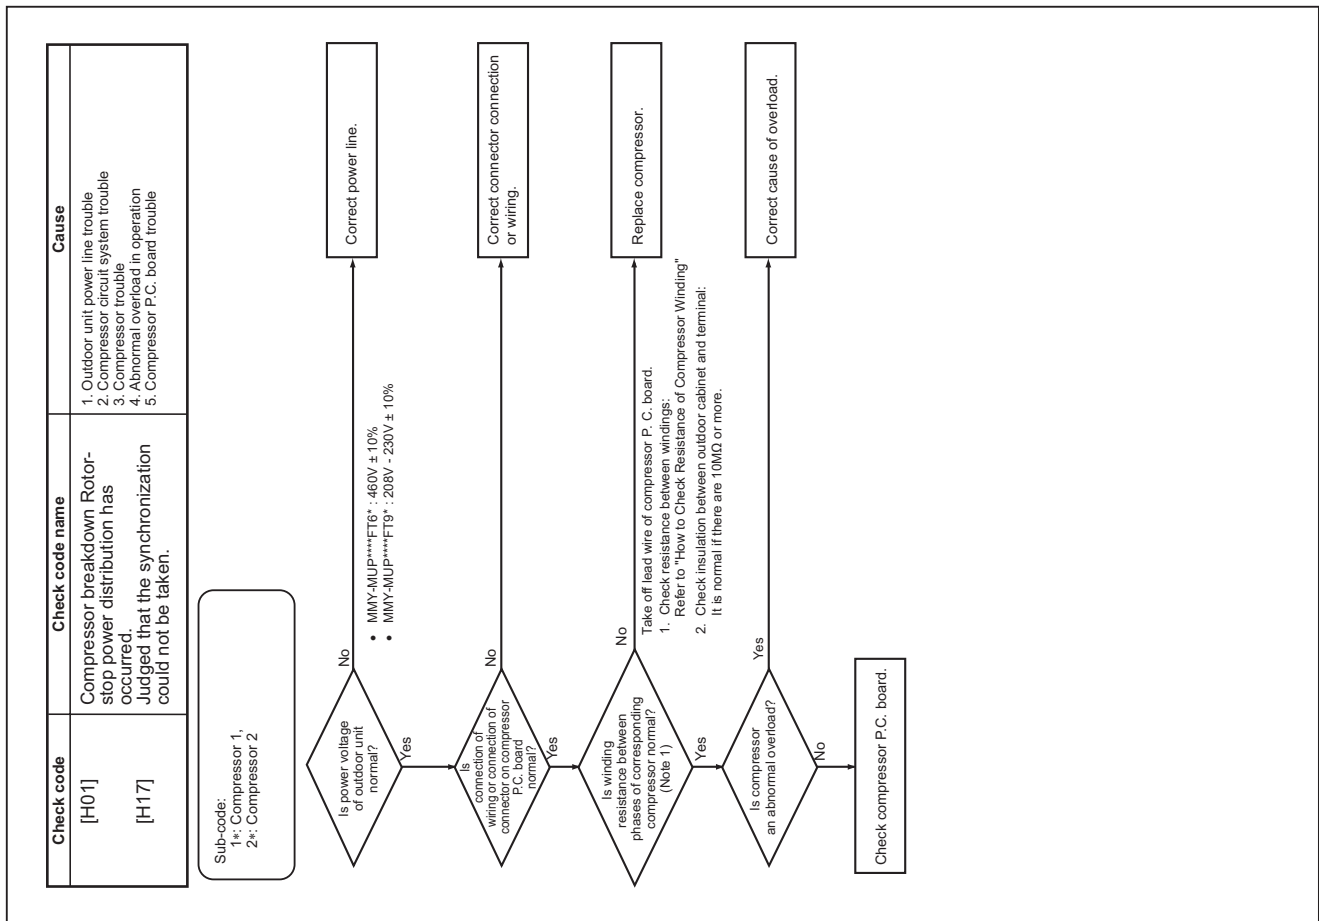 Check code
Check code name
Cause
[H01]
Compressor breakdown Rotor-
stop power distribution has
occurred.
[H17]
Judged that the synchronization
could not be taken.
1. Outdoor unit power line trouble
2. Compressor circuit system trouble
3. Compressor trouble
4. Abnormal overload in operation
5. Compressor P.C. board trouble
Sub-code:
1*: Compressor 1,
2*: Compressor 2
Is power voltage
of outdoor unit
normal?
No
• MMY-MUP****FT6* : 460V ± 10%
• MMY-MUP****FT9* : 208V - 230V ± 10%
Correct power line.
Yes
Is
connection of
wiring or connection of
connector on compressor
P.C. board
normal?
No
Correct connector connection
or wiring.
Yes
Is winding
resistance between
phases of corresponding
compressor normal?
(Note 1)
No
Take off lead wire of compressor P. C. board.
1. Check resistance between windings:
Refer to "How to Check Resistance of Compressor Winding"
2. Check insulation between outdoor cabinet and terminal:
It is normal if there are 10MΩ or more.
Replace compressor.
Yes
Is compressor
an abnormal overload?
Yes
Correct cause of overload.
No
Check compressor P.C. board.